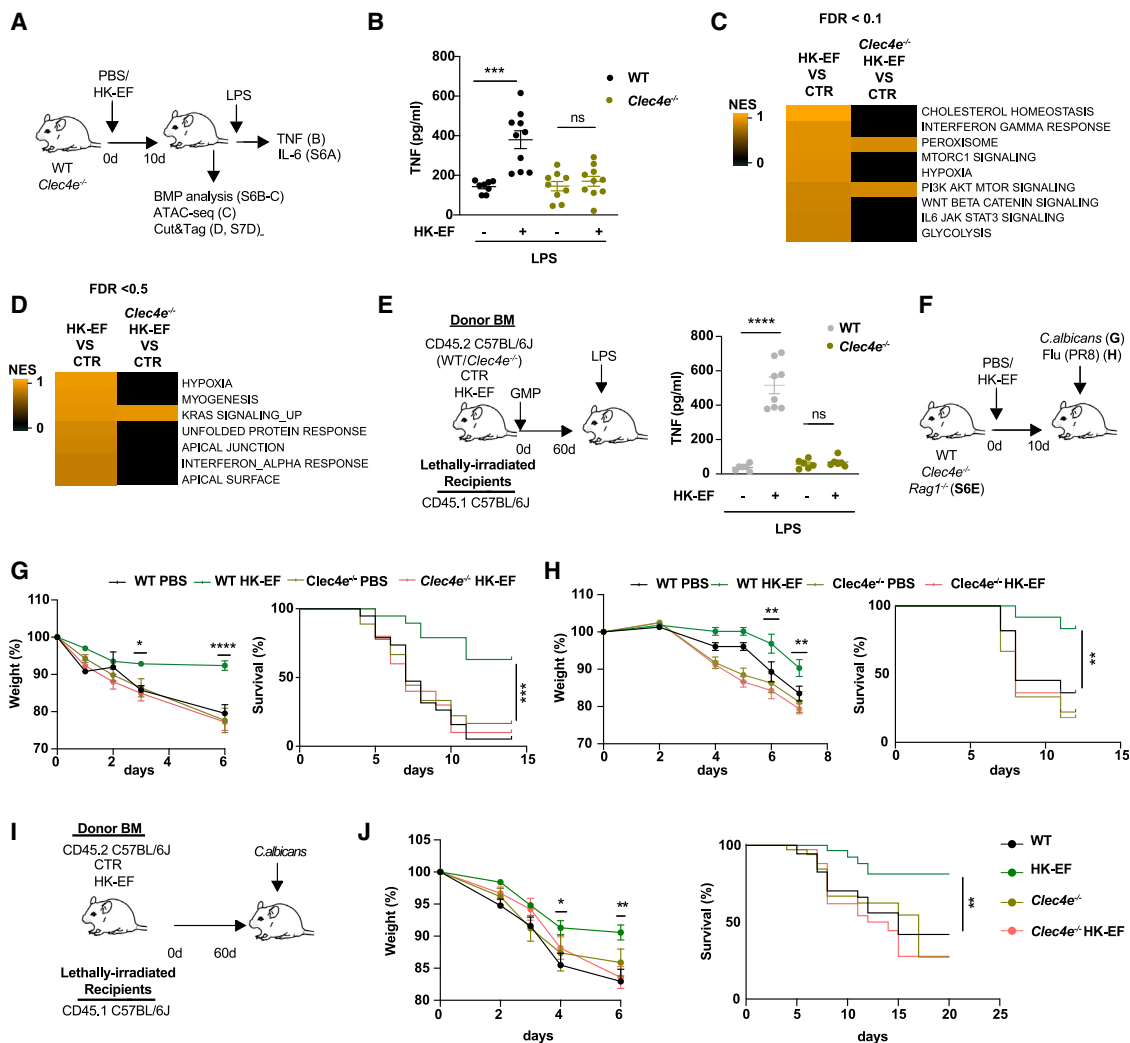 A
PBS/
HK-EF
LPS
0d
10d
WT
Clec4e-/-
TNF (B)
IL-6 (S6A)
BMP analysis (S6B-C)
ATAC-seq (C)
Cut&Tag (D, S7D)_
B
TNF (pg/ml)
800
600
400
200
0
***
ns
WT
Clec4e-/-
HK-EF
- + - +
LPS
C
FDR < 0.1
HK-EF
VS
CTR
Clec4e-/-
HK-EF
VS
CTR
NES
1
0
CHOLESTEROL HOMEOSTASIS
INTERFERON GAMMA RESPONSE
PEROXISOME
MTORC1 SIGNALING
HYPOXIA
PI3K AKT MTOR SIGNALING
WNT BETA CATENIN SIGNALING
IL6 JAK STAT3 SIGNALING
GLYCOLYSIS
D
FDR <0.5
HK-EF
VS
CTR
Clec4e-/-
HK-EF
VS
CTR
NES
1
0
HYPOXIA
MYOGENESIS
KRAS SIGNALING_UP
UNFOLDED PROTEIN RESPONSE
APICAL JUNCTION
INTERFERON_ALPHA RESPONSE
APICAL SURFACE
E
Donor BM
CD45.2 C57BL/6J
(WT/Clec4e-/-)
CTR
HK-EF
GMP
LPS
0d
60d
Lethally-irradiated
Recipients
CD45.1 C57BL/6J
TNF (pg/ml)
800
600
400
200
0
****
ns
WT
Clec4e-/-
HK-EF
- + - +
LPS
F
C.albicans (G)
Flu (PR8) (H)
PBS/
HK-EF
0d
10d
WT
Clec4e-/-
Rag1-/- (S6E)
G
WT PBS WT HK-EF Clec4e-/- PBS Clec4e-/- HK-EF
Weight (%)
100
90
80
70
0 2 4 6
days
*
****
Survival (%)
100
50
0
0 5 10 15
days
***
H
WT PBS WT HK-EF Clec4e-/- PBS Clec4e-/- HK-EF
Weight (%)
110
100
90
80
70
0 2 4 6 8
days
**
**
Survival (%)
100
50
0
0 5 10 15
days
**
I
Donor BM
CD45.2 C57BL/6J
CTR
HK-EF
C.albicans
0d
60d
Lethally-irradiated
Recipients
CD45.1 C57BL/6J
J
Weight (%)
105
100
95
90
85
80
0 2 4 6
days
*
**
Survival (%)
100
50
0
0 5 10 15 20 25
days
**
WT
HK-EF
Clec4e-/-
Clec4e-/- HK-EF